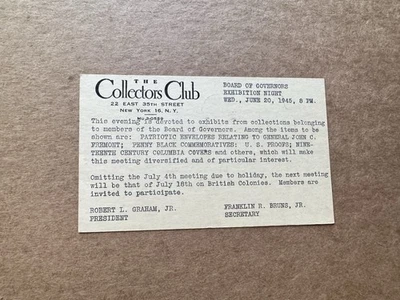 THE
Collectors Club
22 EAST 35TH STREET
NEW YORK 16, N.Y.
BOARD OF GOVERNORS
EXHIBITION NIGHT
WED., JUNE 20, 1945, 8 PM.
This evening is devoted to exhibits from collections belonging
to members of the Board of Governors. Among the items to be
shown are: PATRIOTIC ENVELOPES RELATING TO GENERAL JOHN C.
FREMONT; PENNY BLACK COMMEMORATIVES: U. S. PROOFS; NINE-
TEENTH CENTURY COLUMBIA COVERS and others, which will make
this meeting diversified and of particular interest.
Omitting the July 4th meeting due to holiday, the next meeting
will be that of July 18th on British Colonies. Members are
invited to participate.
ROBERT L. GRAHAM, JR.
PRESIDENT
FRANKLIN R. BRUNS, JR.
SECRETARY